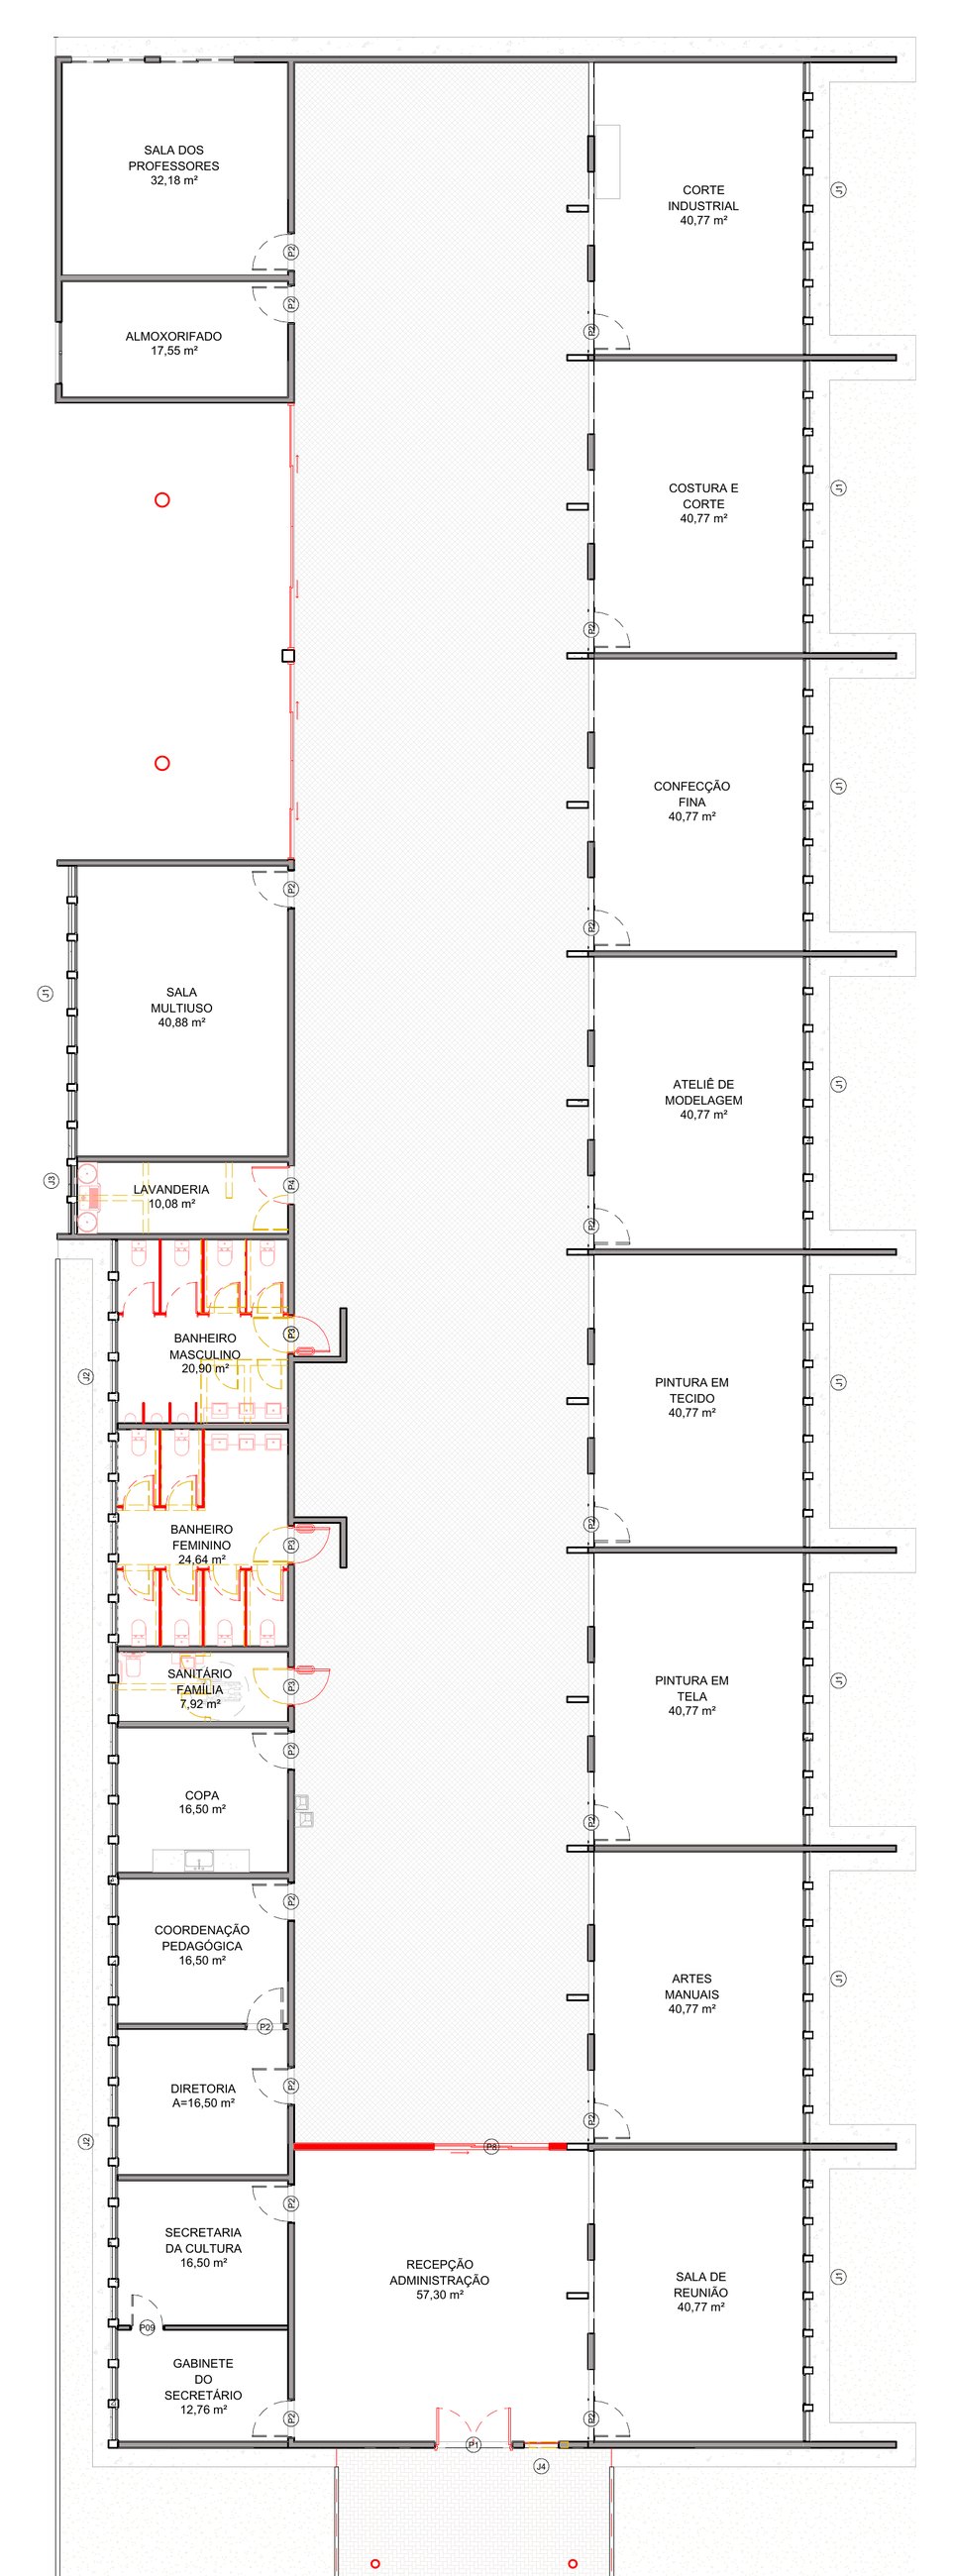 SALA DOS
PROFESSORES
32,18 m²
P2
P2
ALMOXORIFADO
17,55 m²
CORTE
INDUSTRIAL
40,77 m²
J1
P2
COSTURA E
CORTE
40,77 m²
J1
P2
CONFECÇÃO
FINA
40,77 m²
J1
P2
P2
SALA
MULTIUSO
40,88 m²
J1
ATELIÊ DE
MODELAGEM
40,77 m²
J1
P2
J3
LAVANDERIA
10,08 m²
P4
BANHEIRO
MASCULINO
20,90 m²
P3
J2
PINTURA EM
TECIDO
40,77 m²
J1
P2
BANHEIRO
FEMININO
24,64 m²
P3
SANITÁRIO
FAMÍLIA
7,92 m²
P3
PINTURA EM
TELA
40,77 m²
J1
P2
P2
COPA
16,50 m²
P2
COORDENAÇÃO
PEDAGÓGICA
16,50 m²
P2
ARTES
MANUAIS
40,77 m²
J1
P2
P2
DIRETORIA
A=16,50 m²
J2
P8
P2
SECRETARIA
DA CULTURA
16,50 m²
P09
RECEPÇÃO
ADMINISTRAÇÃO
57,30 m²
SALA DE
REUNIÃO
40,77 m²
J1
GABINETE
DO
SECRETÁRIO
12,76 m²
P2
P2
P1
J4